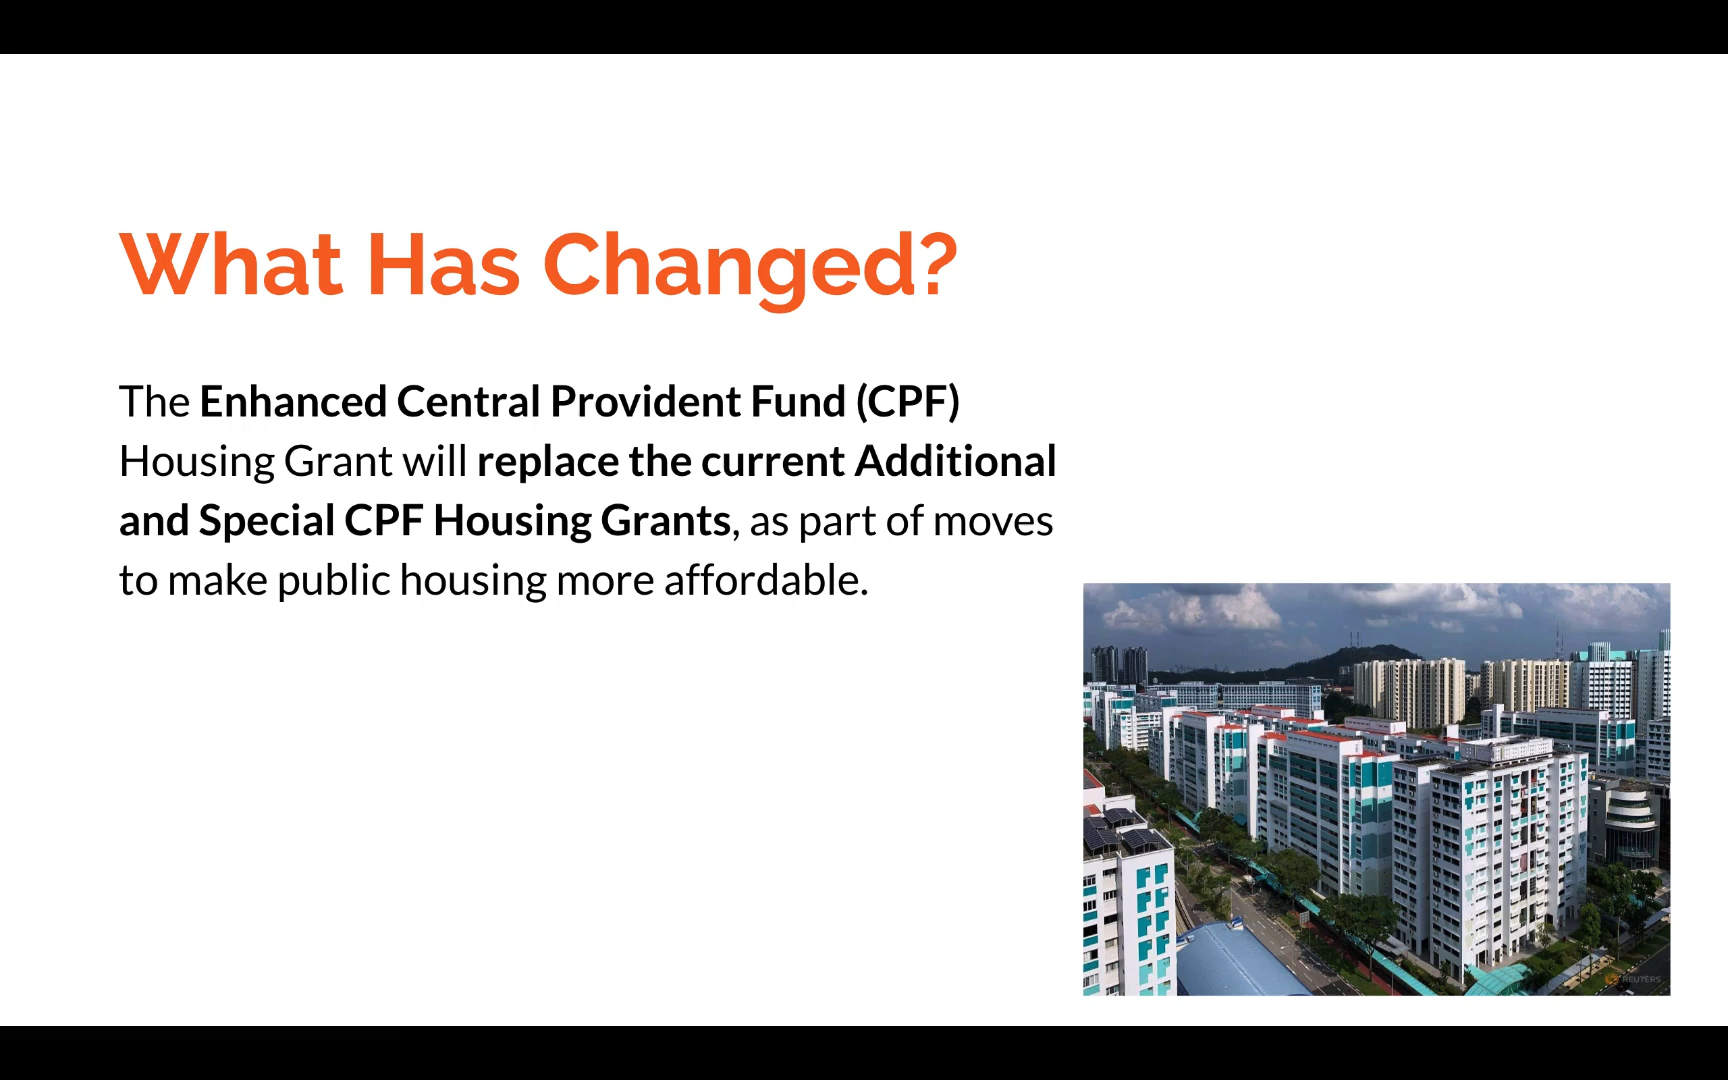 What Has Changed?
The Enhanced Central Provident Fund (CPF)
Housing Grant will replace the current Additional
and Special CPF Housing Grants, as part of moves
to make public housing more affordable.
REUTERS